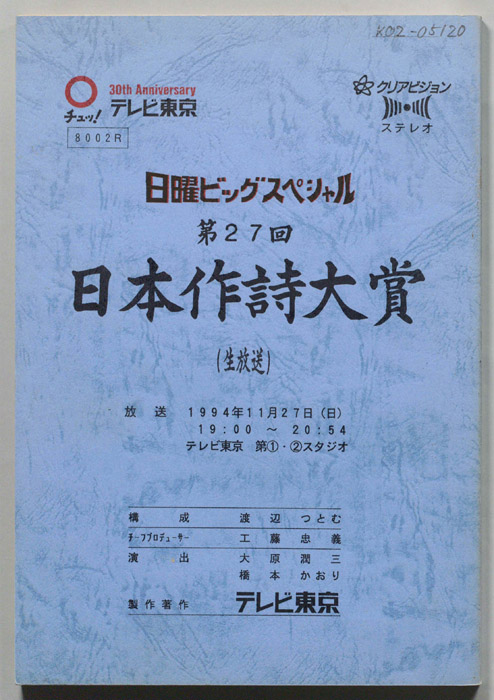 K02-05120
30th Anniversary
チュッ! テレビ東京
8002R
クリアビジョン
ステレオ
日曜ビッグスペシャル
第27回
日本作詩大賞
(生放送)
放送 1994年11月27日(日)
19:00 ~ 20:54
テレビ東京 第①・②スタジオ
構成 渡辺 つとむ
チーフプロデューサー 工藤忠義
演出 大原潤三
橋本かおり
製作著作 テレビ東京